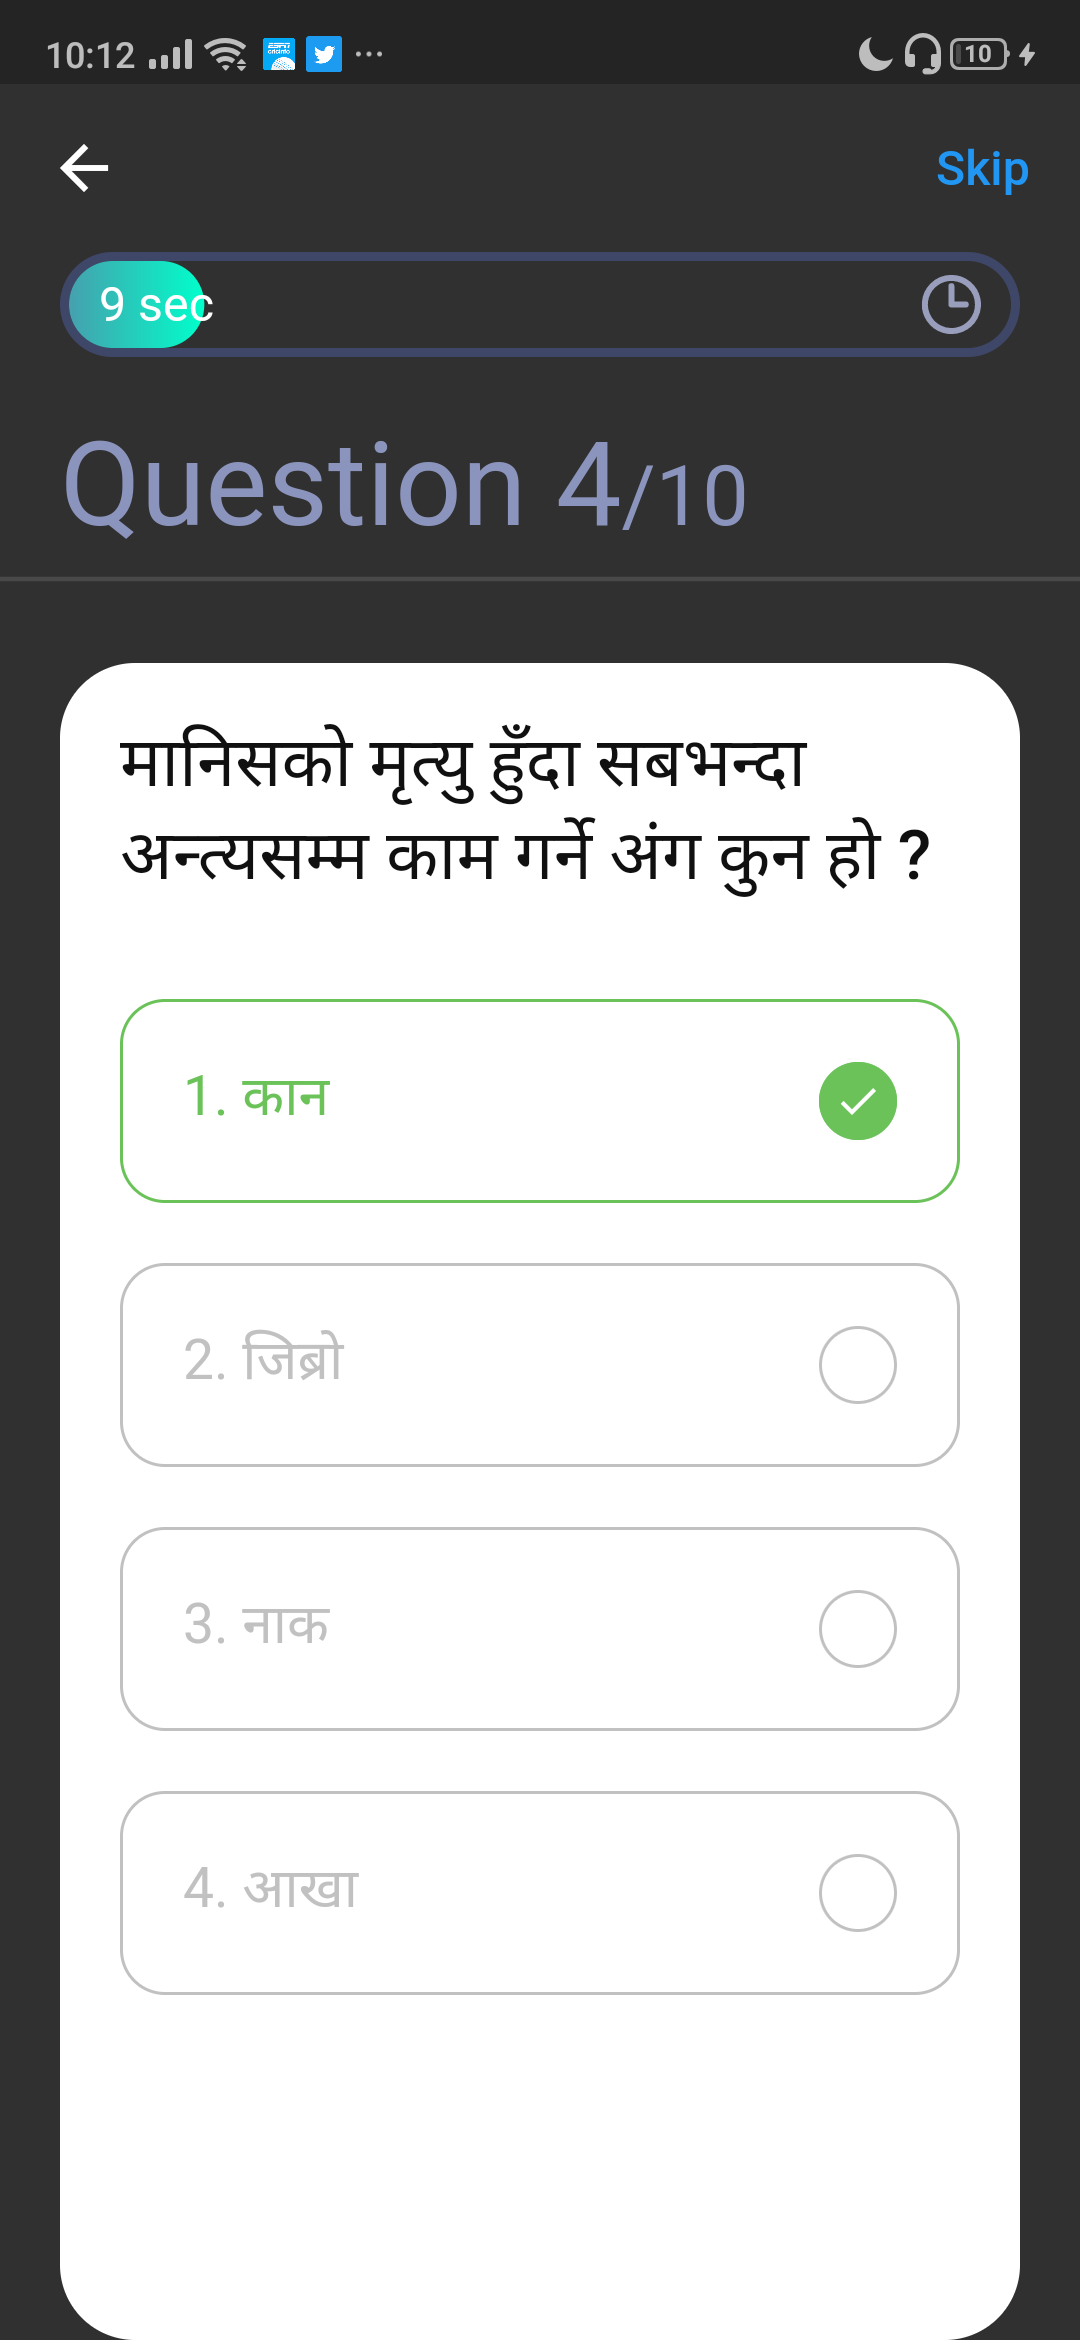 10:12
10
Skip
9 sec
Question 4/10
मानिसको मृत्यु हुँदा सबभन्दा
अन्त्यसम्म काम गर्ने अंग कुन हो ?
1. कान
2. जिब्रो
3. नाक
4. आखा